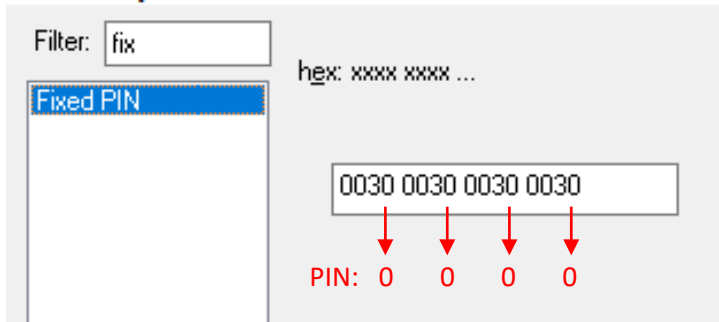 Filter: fix
hex: xxxx xxxx ...
Fixed PIN
0030 0030 0030 0030
PIN: 0 0 0 0